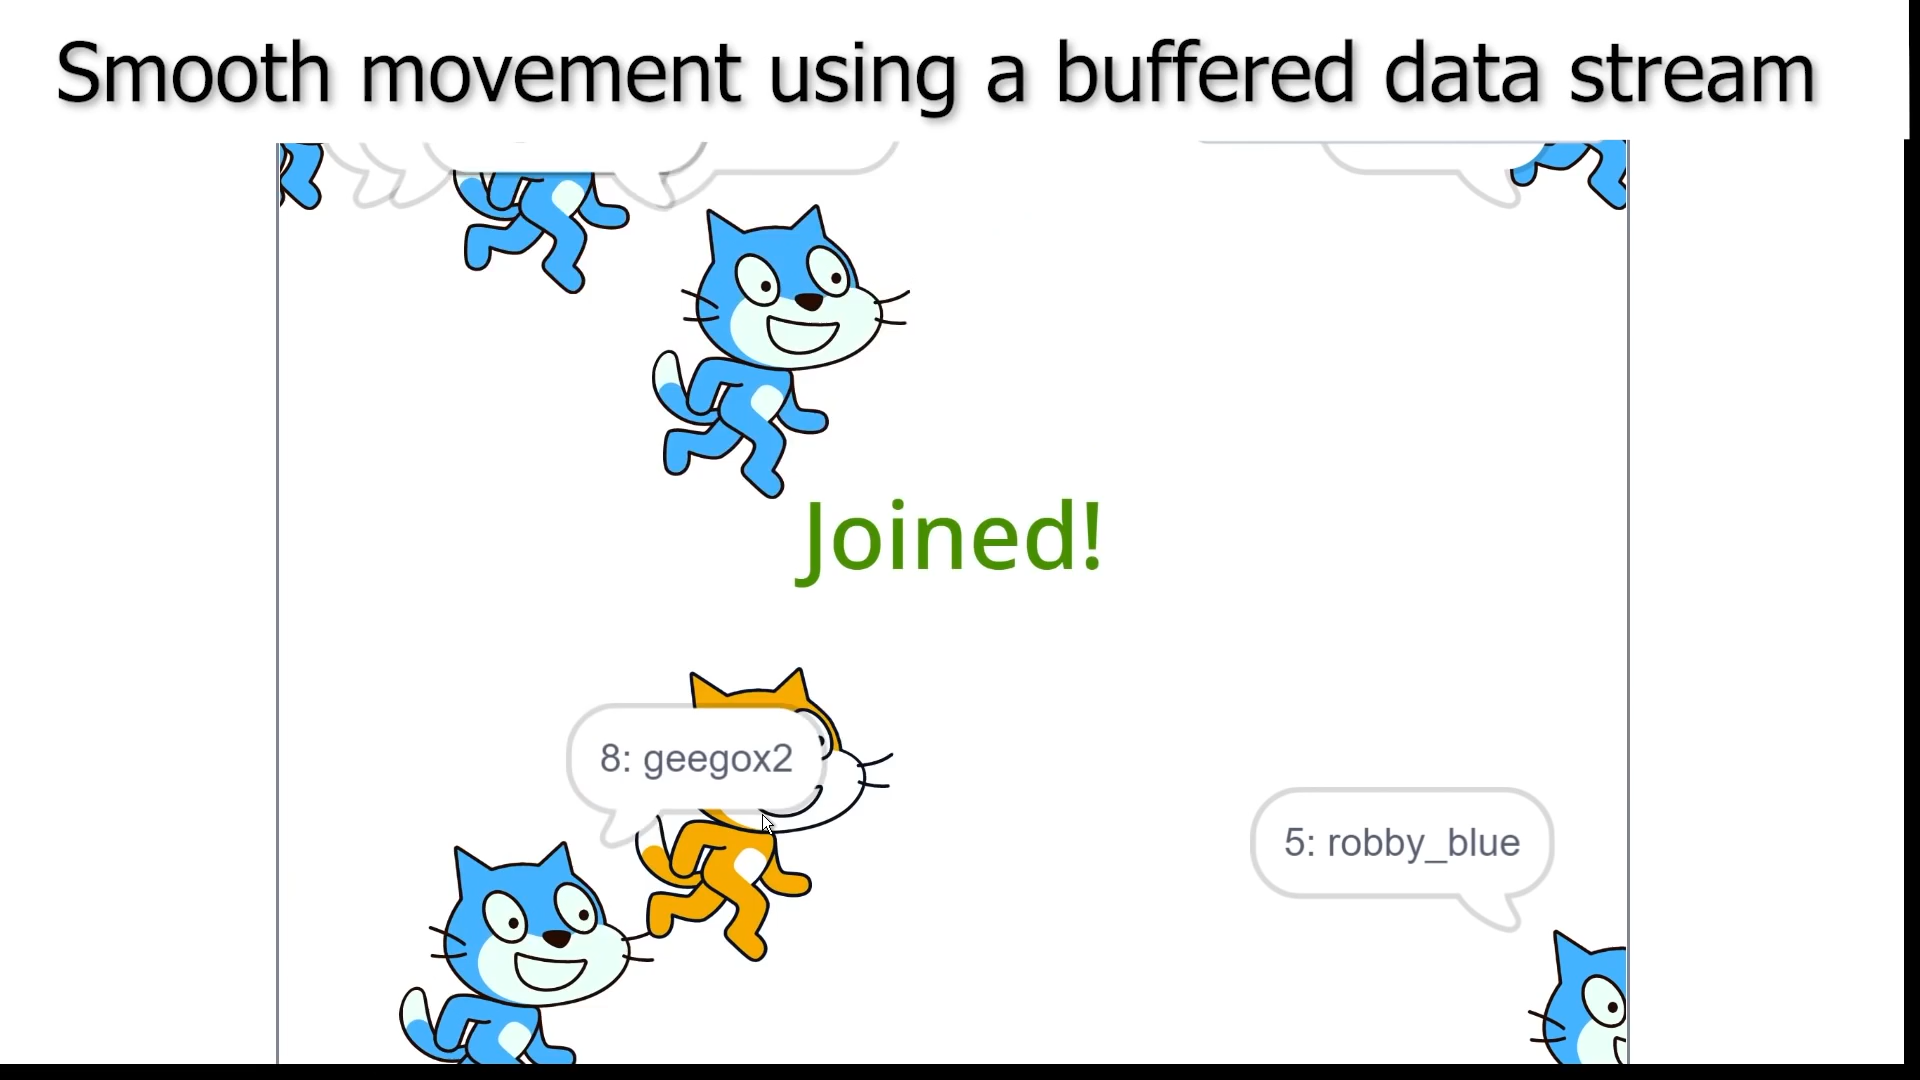 Smooth movement using a buffered data stream
Joined!
8: geegox2
5: robby_blue